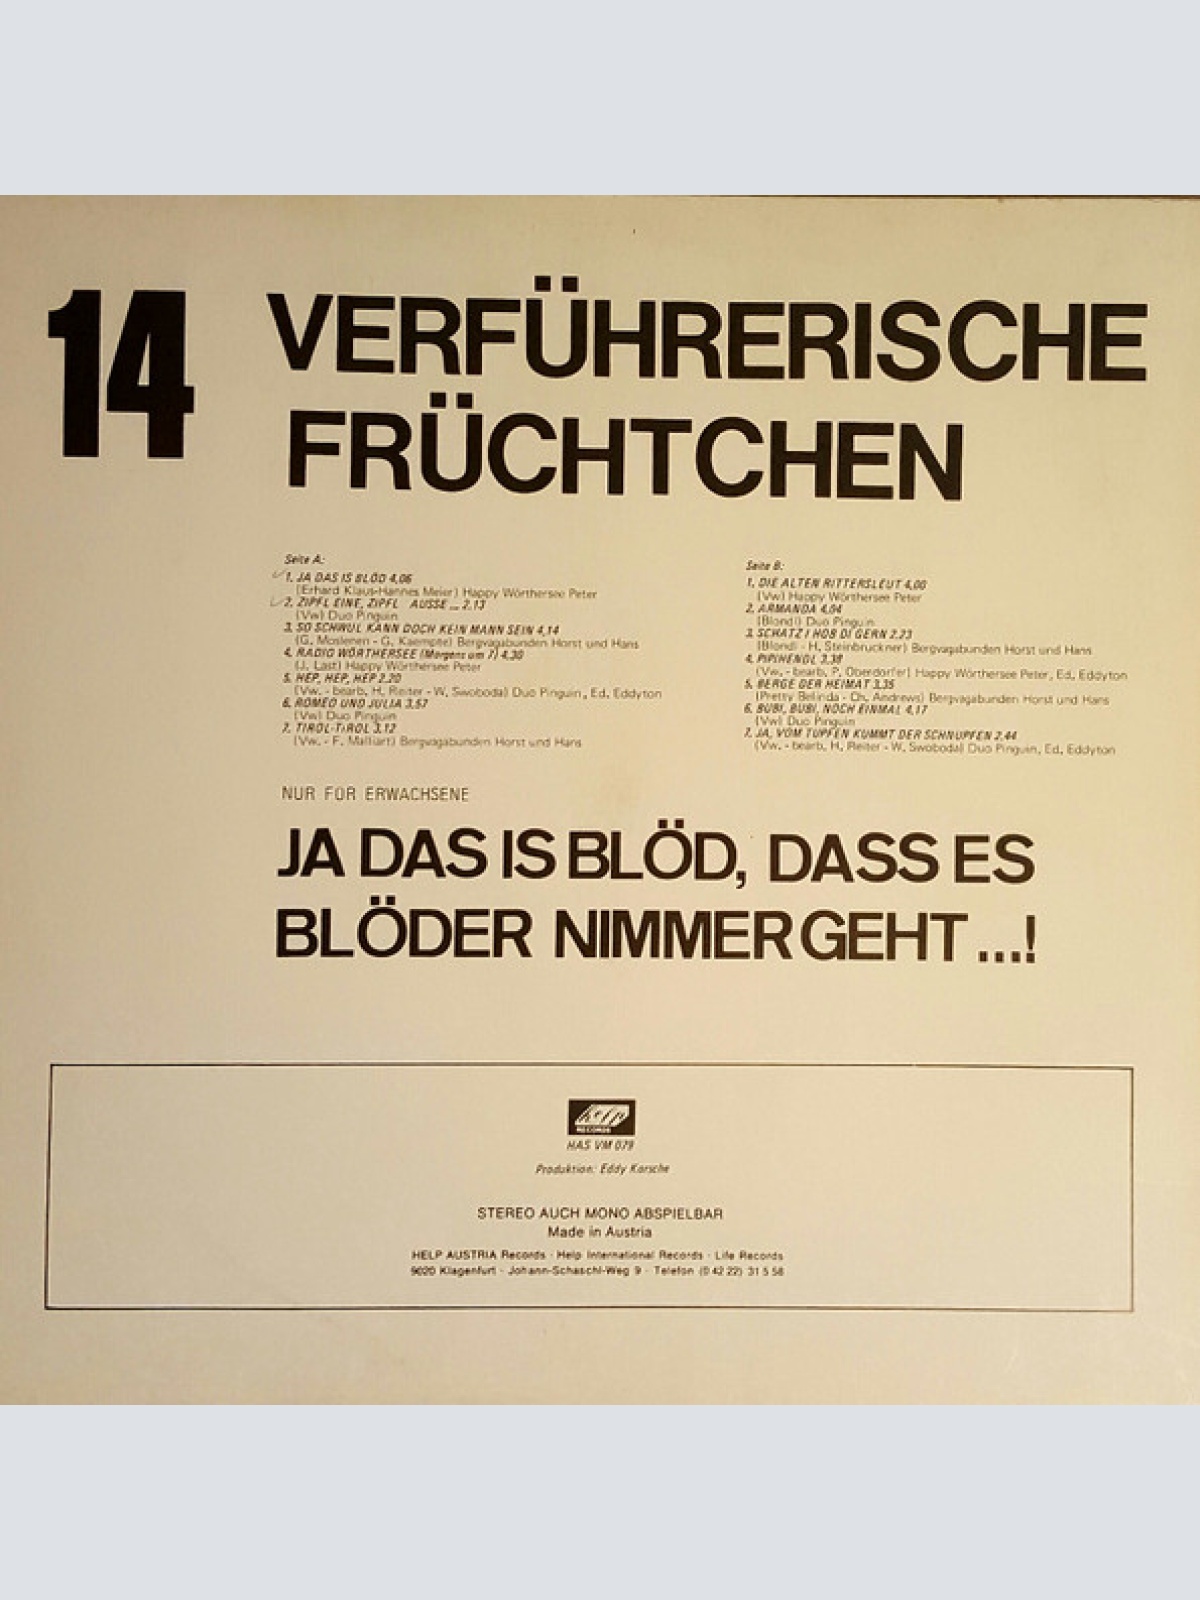 14 VERFÜHRERISCHE
FRÜCHTCHEN
Seite A:
1. JA DAS IS BLÖD 4,06
(Erhard Klaus-Hannes Meier) Happy Wörthersee Peter
2. ZIPFL EINE, ZIPFL AUSSE ... 2.13
(Vw) Duo Pinguin
3. SO SCHWUL KANN DOCH KEIN MANN SEIN 4,14
(G. Moslenen - G. Kaempfe) Bergvagabunden Horst und Hans
4. RADIO WÖRTHERSEE (Morgens um 7) 4,30
(J. Last) Happy Wörthersee Peter
5. HEP, HEP, HEP 2.20
(Vw. - bearb. H. Reiter - W. Swoboda) Duo Pinguin, Ed. Eddyton
6. ROMEO UND JULIA 3,57
(Vw) Duo Pinguin
7. TIROL-TIROL 3,12
(Vw. - F. Malliart) Bergvagabunden Horst und Hans
Seite B:
1. DIE ALTEN RITTERSLEUT 4,00
(Vw) Happy Wörthersee Peter
2. ARMANDA 4,04
(Blondl) Duo Pinguin
3. SCHATZ I HOB DI GERN 2.23
(Blondl - H. Steinbruckner) Bergvagabunden Horst und Hans
4. PIPIHENDL 3,38
(Vw. - bearb. P. Oberdorfer) Happy Wörthersee Peter, Ed. Eddyton
5. BERGE DER HEIMAT 3,35
(Pretty Belinda - Ch. Andrews) Bergvagabunden Horst und Hans
6. BUBI, BUBI, NOCH EINMAL 4,17
(Vw) Duo Pinguin
7. JA, VOM TUPFEN KUMMT DER SCHNUPFEN 2,44
(Vw. - bearb. H. Reiter - W. Swoboda) Duo Pinguin, Ed. Eddyton
NUR FÜR ERWACHSENE
JA DAS IS BLÖD, DASS ES
BLÖDER NIMMER GEHT ...!
help
RECORDS
HAS VM 079
Produktion: Eddy Korsche
STEREO AUCH MONO ABSPIELBAR
Made in Austria
HELP AUSTRIA Records · Help International Records · Life Records
9020 Klagenfurt · Johann-Schaschl-Weg 9 · Telefon (0 42 22) 31 5 58